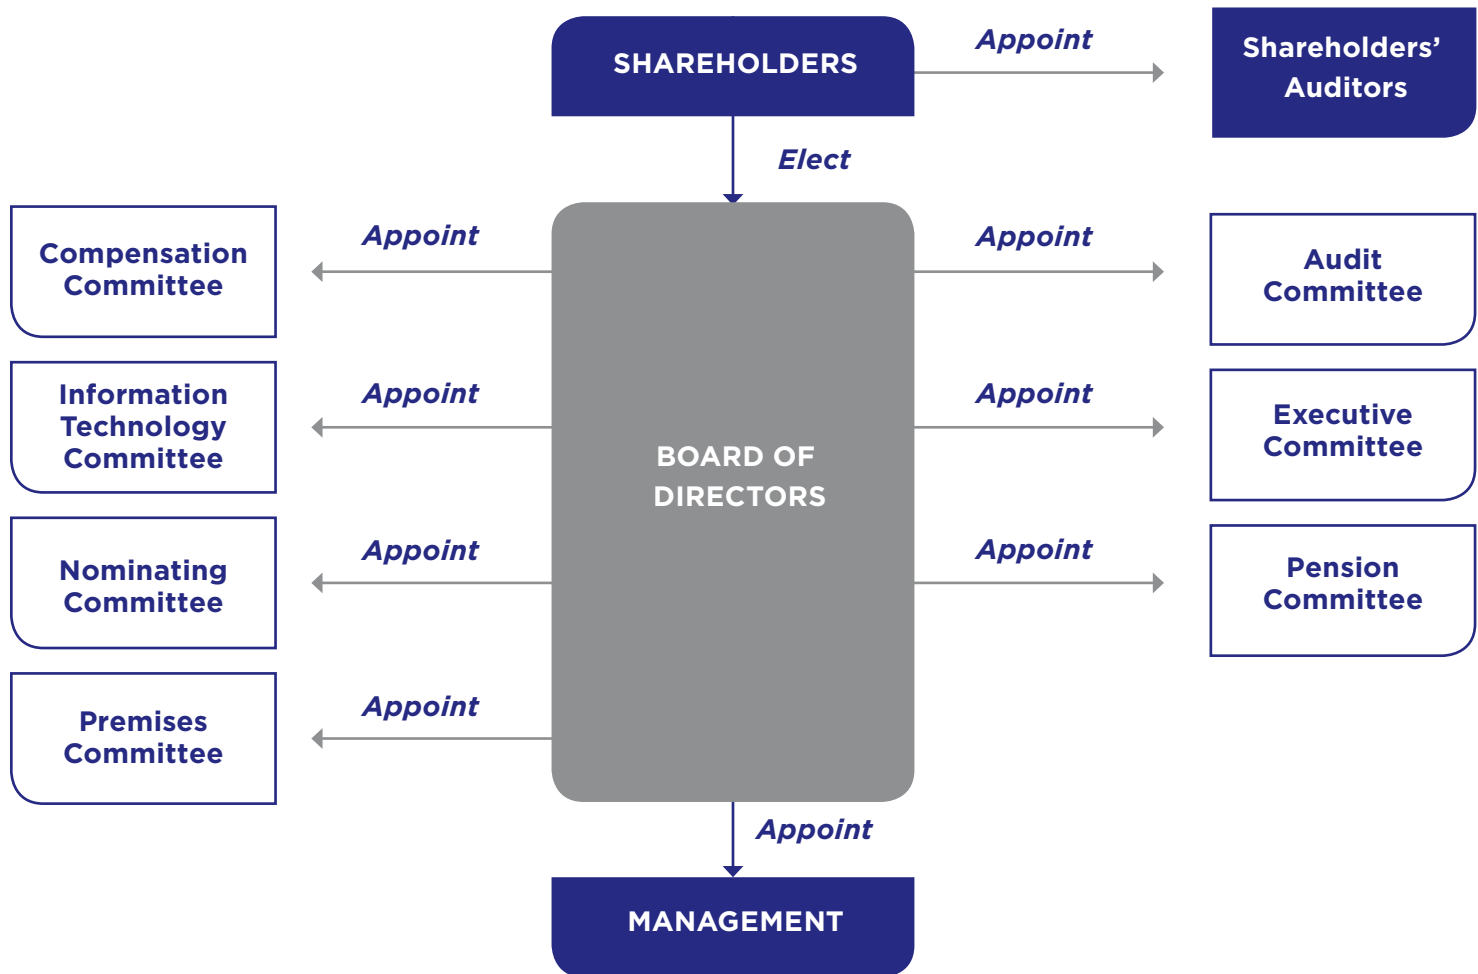 SHAREHOLDERS
Appoint
Shareholders’
Auditors
Elect
Compensation
Committee
Appoint
Appoint
Audit
Committee
Information
Technology
Committee
Appoint
BOARD OF
DIRECTORS
Appoint
Executive
Committee
Nominating
Committee
Appoint
Appoint
Pension
Committee
Premises
Committee
Appoint
Appoint
MANAGEMENT